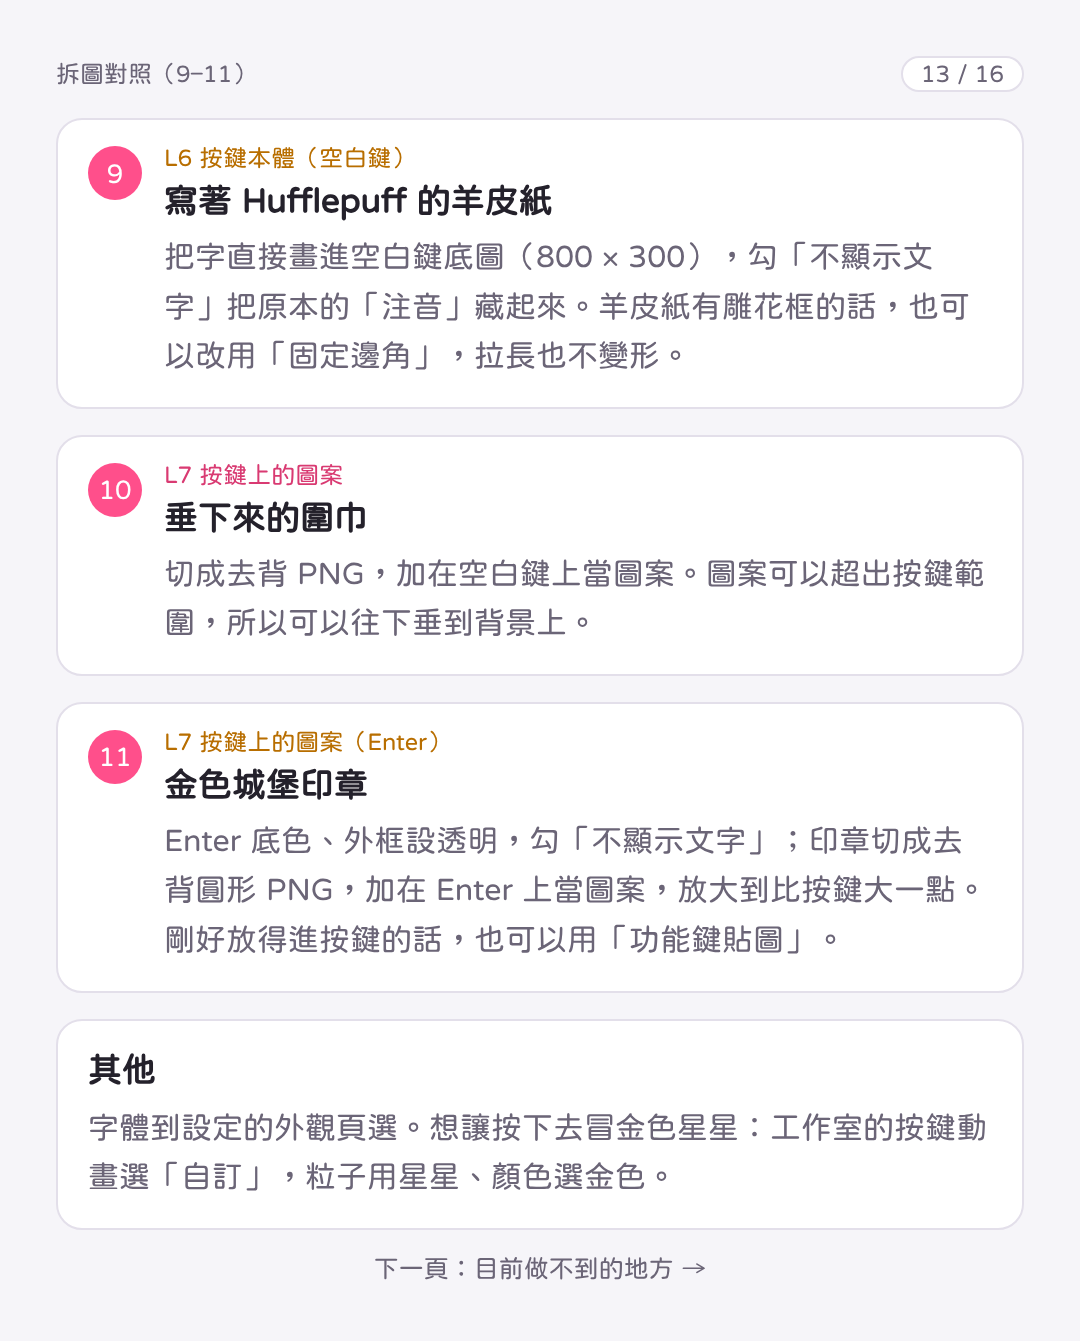 拆圖對照（9–11）
13 / 16
9
L6 按鍵本體（空白鍵）
寫著 Hufflepuff 的羊皮紙
把字直接畫進空白鍵底圖（800 × 300），勾「不顯示文
字」把原本的「注音」藏起來。羊皮紙有雕花框的話，也可
以改用「固定邊角」，拉長也不變形。
10
L7 按鍵上的圖案
垂下來的圍巾
切成去背 PNG，加在空白鍵上當圖案。圖案可以超出按鍵範
圍，所以可以往下垂到背景上。
11
L7 按鍵上的圖案（Enter）
金色城堡印章
Enter 底色、外框設透明，勾「不顯示文字」；印章切成去
背圓形 PNG，加在 Enter 上當圖案，放大到比按鍵大一點。
剛好放得進按鍵的話，也可以用「功能鍵貼圖」。
其他
字體到設定的外觀頁選。想讓按下去冒金色星星：工作室的按鍵動
畫選「自訂」，粒子用星星、顏色選金色。
下一頁：目前做不到的地方 →